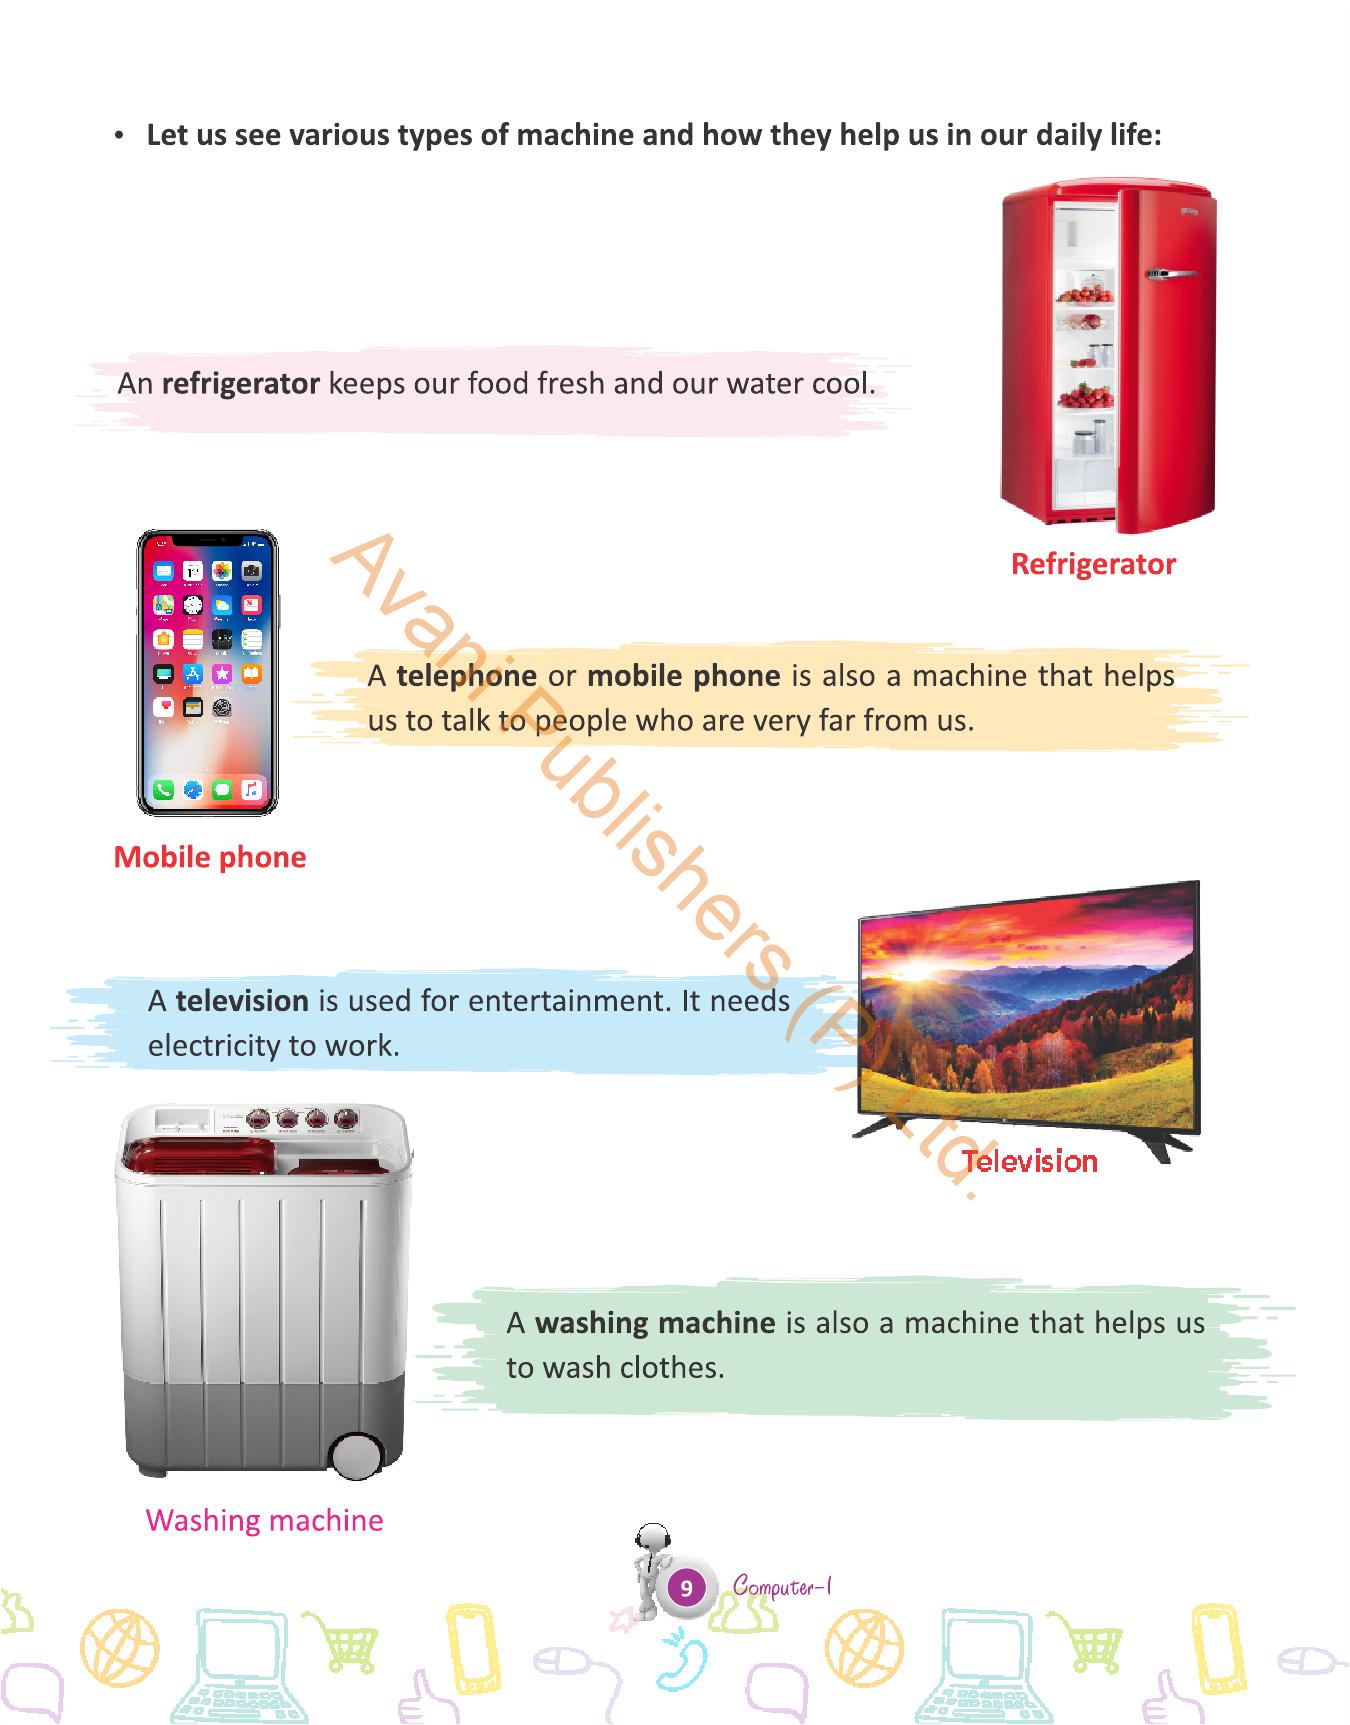 • Let us see various types of machine and how they help us in our daily life:
An refrigerator keeps our food fresh and our water cool.
Refrigerator
A telephone or mobile phone is also a machine that helps
us to talk to people who are very far from us.
Mobile phone
A television is used for entertainment. It needs
electricity to work.
Television
A washing machine is also a machine that helps us
to wash clothes.
Washing machine
9
Computer-1
Avani Publishers (P) Ltd.